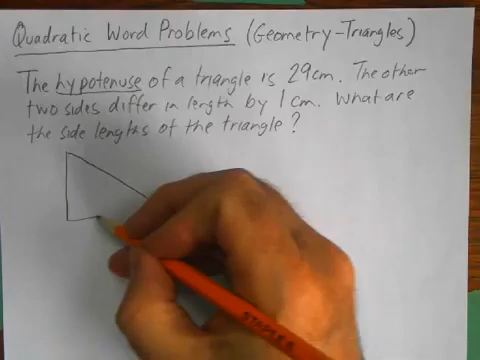 Quadratic Word Problems (Geometry-Triangles)
The hypotenuse of a triangle is 29cm. The other
two sides differ in length by 1cm. What are
the side lengths of the triangle?
STAPLES